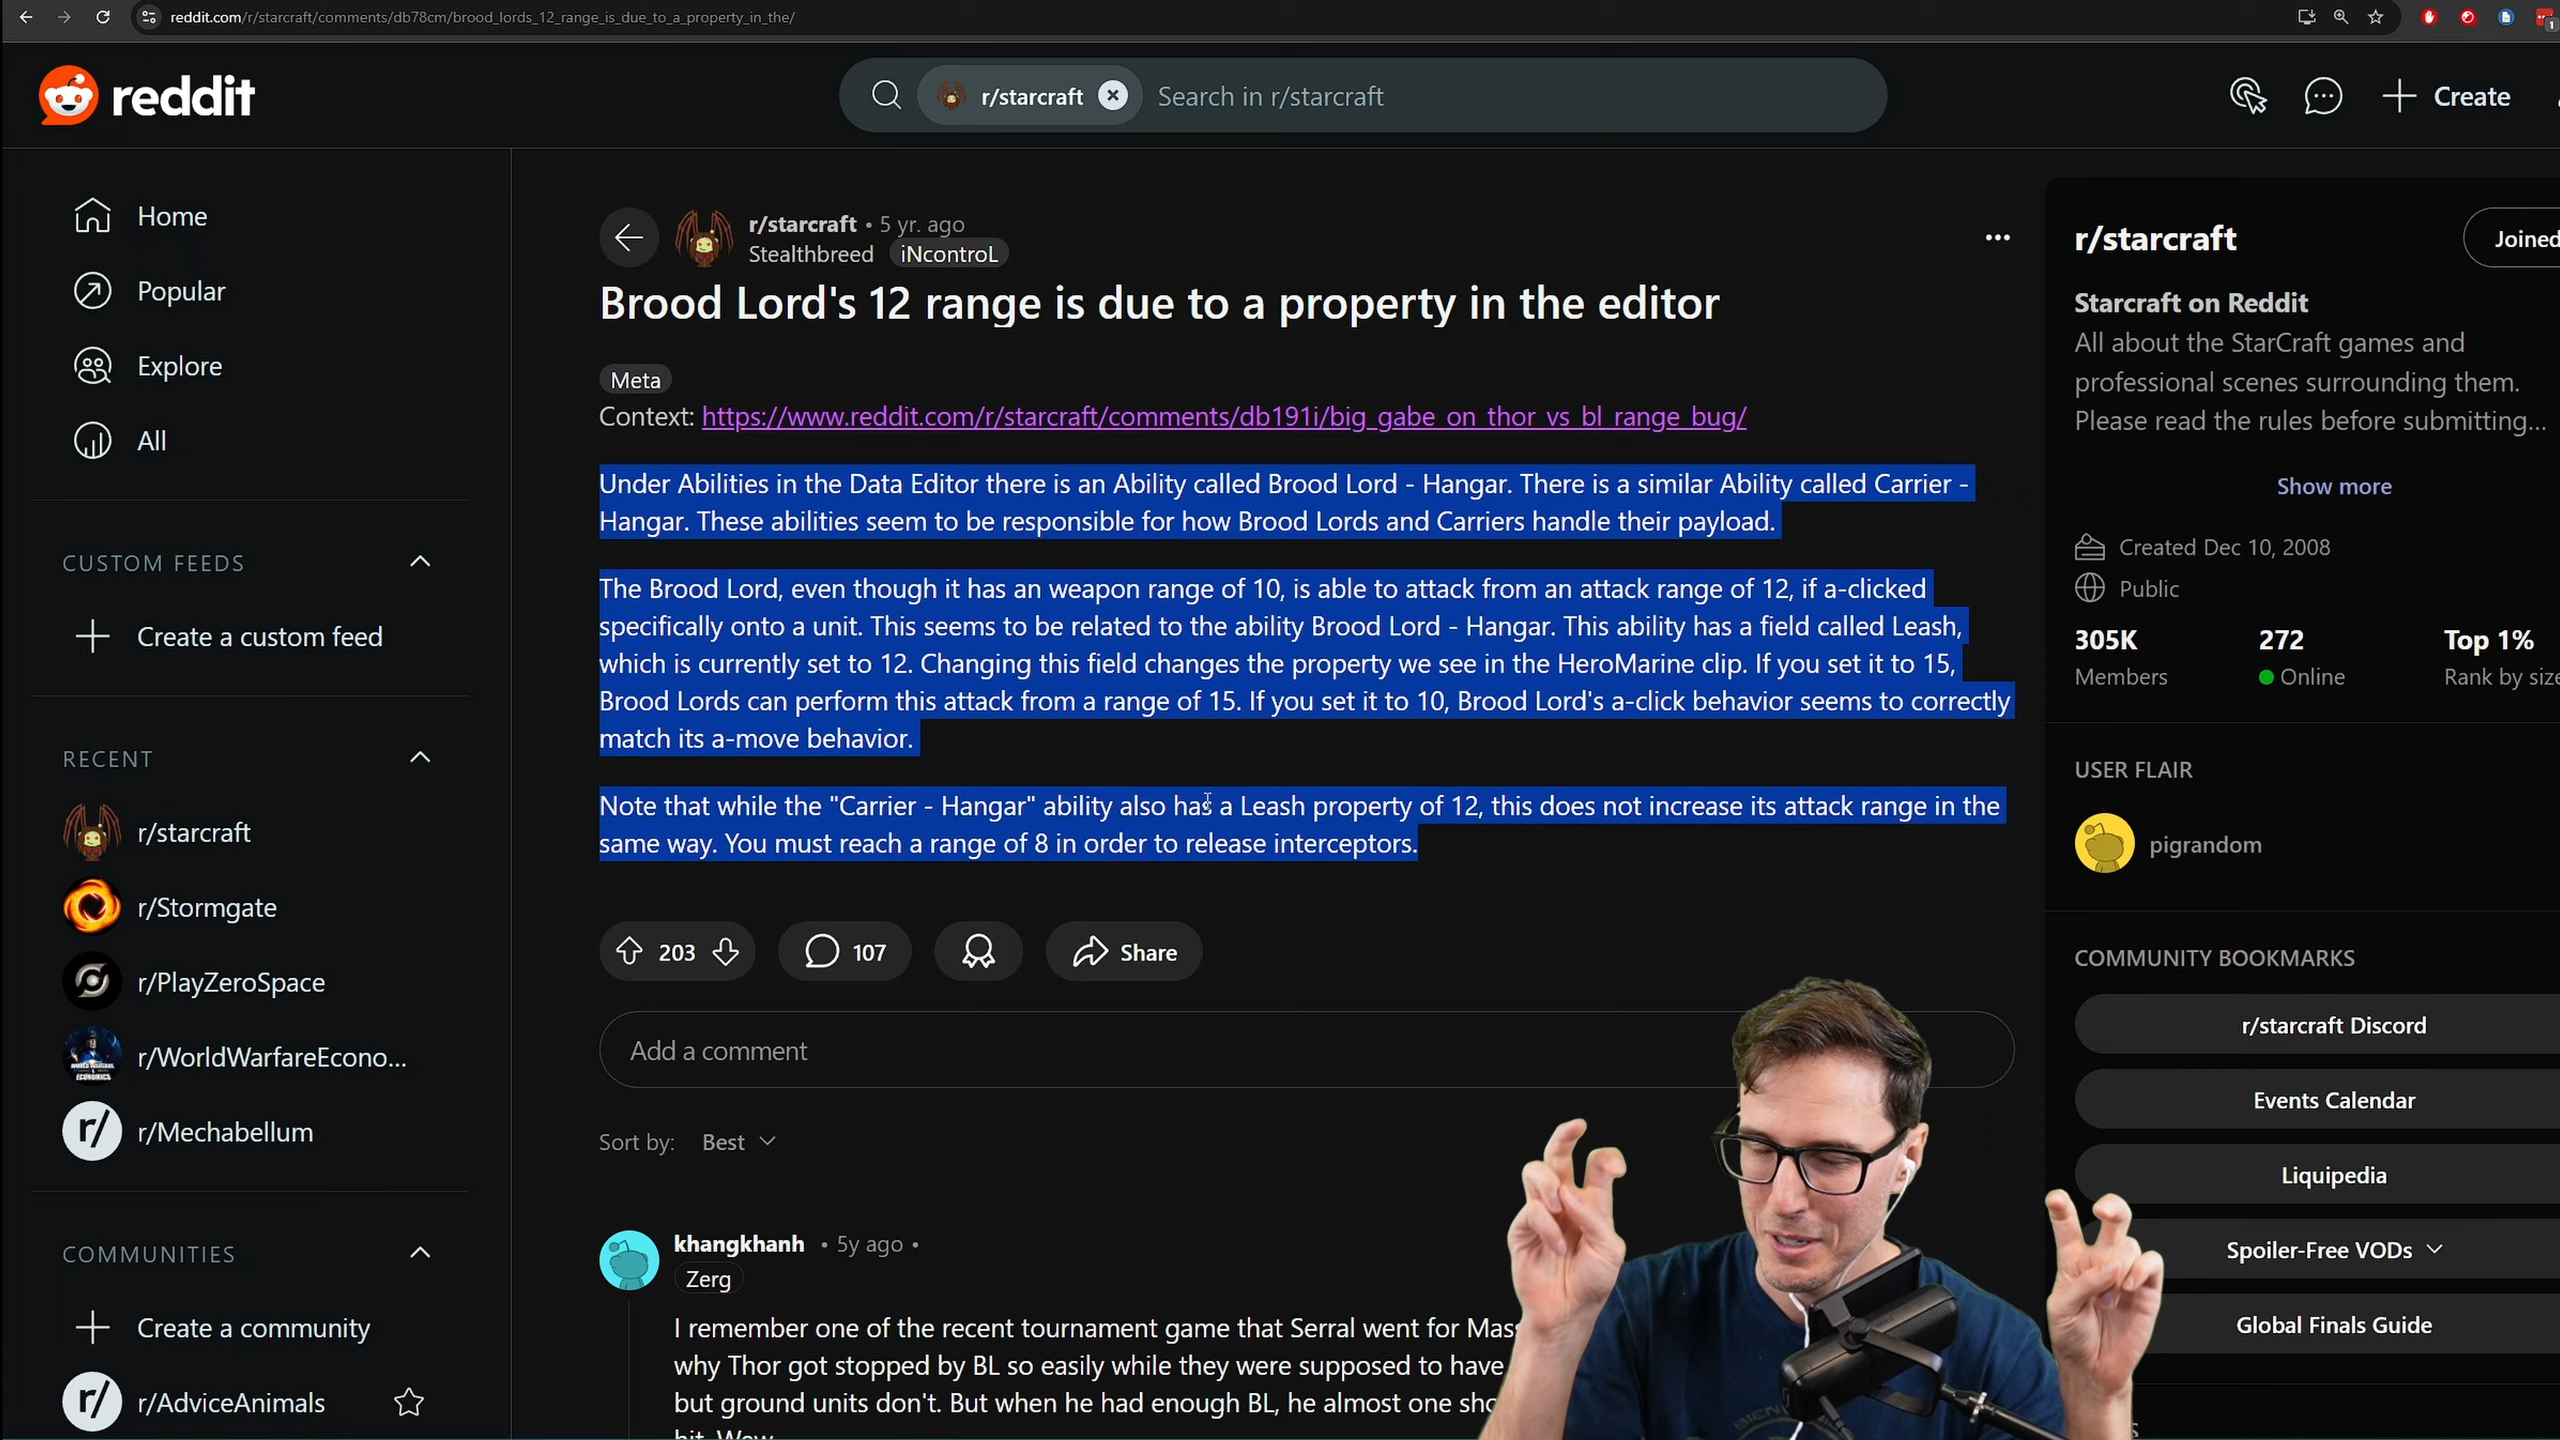 reddit.com/r/starcraft/comments/db78cm/brood_lords_12_range_is_due_to_a_property_in_the/
1
reddit
r/starcraft
Search in r/starcraft
Create
Home
Popular
Explore
All
CUSTOM FEEDS
Create a custom feed
RECENT
r/starcraft
r/Stormgate
r/PlayZeroSpace
r/WorldWarfareEcono...
r/Mechabellum
COMMUNITIES
Create a community
r/AdviceAnimals
r/starcraft • 5 yr. ago
Stealthbreed iNcontroL
Brood Lord's 12 range is due to a property in the editor
Meta
Context: https://www.reddit.com/r/starcraft/comments/db191i/big_gabe_on_thor_vs_bl_range_bug/
Under Abilities in the Data Editor there is an Ability called Brood Lord - Hangar. There is a similar Ability called Carrier -
Hangar. These abilities seem to be responsible for how Brood Lords and Carriers handle their payload.
The Brood Lord, even though it has an weapon range of 10, is able to attack from an attack range of 12, if a-clicked
specifically onto a unit. This seems to be related to the ability Brood Lord - Hangar. This ability has a field called Leash,
which is currently set to 12. Changing this field changes the property we see in the HeroMarine clip. If you set it to 15,
Brood Lords can perform this attack from a range of 15. If you set it to 10, Brood Lord's a-click behavior seems to correctly
match its a-move behavior.
Note that while the "Carrier - Hangar" ability also has a Leash property of 12, this does not increase its attack range in the
same way. You must reach a range of 8 in order to release interceptors.
203
107
Share
Add a comment
Sort by: Best
khangkhanh • 5y ago •
Zerg
I remember one of the recent tournament game that Serral went for Mas
why Thor got stopped by BL so easily while they were supposed to have
but ground units don't. But when he had enough BL, he almost one sho
hit. Wow
r/starcraft
Joined
Starcraft on Reddit
All about the StarCraft games and
professional scenes surrounding them.
Please read the rules before submitting...
Show more
Created Dec 10, 2008
Public
305K 272 Top 1%
Members Online Rank by size
USER FLAIR
pigrandom
COMMUNITY BOOKMARKS
r/starcraft Discord
Events Calendar
Liquipedia
Spoiler-Free VODs
Global Finals Guide